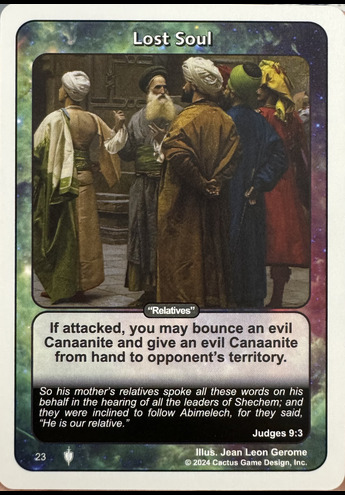 Lost Soul
"Relatives"
If attacked, you may bounce an evil
Canaanite and give an evil Canaanite
from hand to opponent's territory.
So his mother's relatives spoke all these words on his
behalf in the hearing of all the leaders of Shechem; and
they were inclined to follow Abimelech, for they said,
"He is our relative."
Judges 9:3
23
Illus. Jean Leon Gerome
© 2024 Cactus Game Design, Inc.